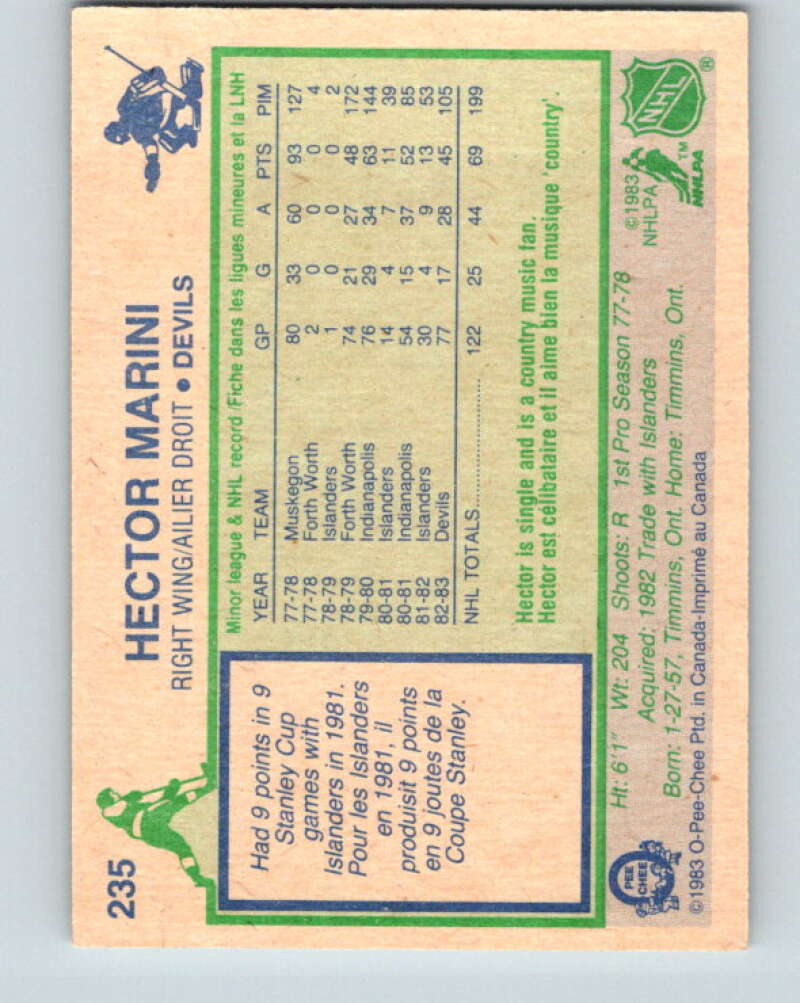 235
HECTOR MARINI
RIGHT WING/AILIER DROIT • DEVILS
Had 9 points in 9
Stanley Cup
games with
Islanders in 1981.
Pour les Islanders
en 1981, il
produisit 9 points
en 9 joutes de la
Coupe Stanley.
Minor league & NHL record/Fiche dans les ligues mineures et la LNH
YEAR TEAM GP G A PTS PIM
77-78 Muskegon 80 33 60 93 127
77-78 Forth Worth 2 0 0 0 4
78-79 Islanders 1 0 0 0 2
78-79 Forth Worth 74 21 27 48 172
79-80 Indianapolis 76 29 34 63 144
80-81 Islanders 14 4 7 11 39
80-81 Indianapolis 54 15 37 52 85
81-82 Islanders 30 4 9 13 53
82-83 Devils 77 17 28 45 105
NHL TOTALS.................... 122 25 44 69 199
Hector is single and is a country music fan.
Hector est célibataire et il aime bien la musique 'country'.
Ht: 6'1" Wt: 204 Shoots: R 1st Pro Season 77-78
Acquired: 1982 Trade with Islanders
Born: 1-27-57, Timmins, Ont. Home: Timmins, Ont.
O PEE CHEE
©1983 O-Pee-Chee Ptd. in Canada-Imprimé au Canada
©1983
NHLPA
NHLPA™
NHL®